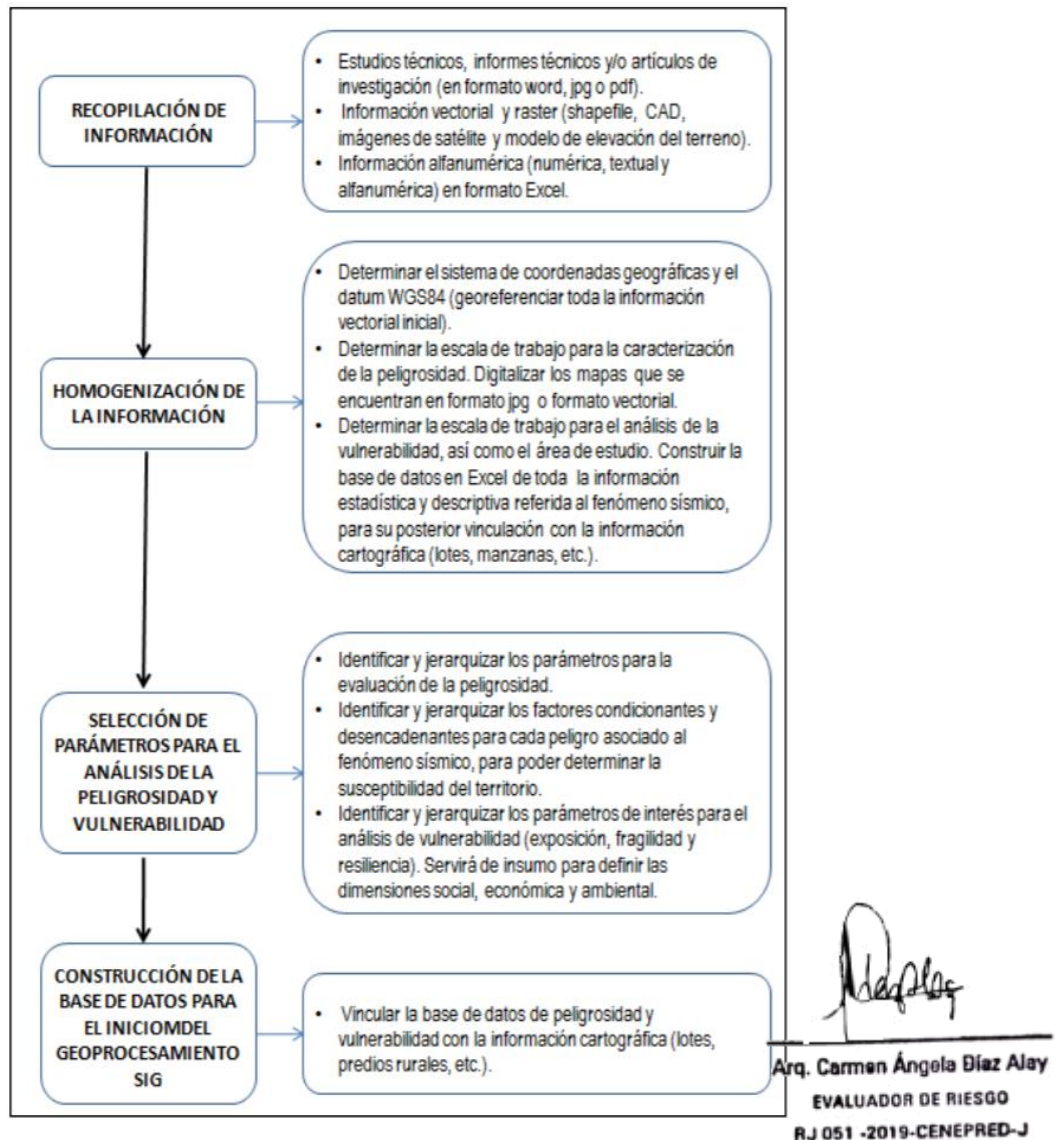 RECOPILACIÓN DE
INFORMACIÓN
• Estudios técnicos, informes técnicos y/o artículos de
investigación (en formato word, jpg o pdf).
• Información vectorial y raster (shapefile, CAD,
imágenes de satélite y modelo de elevación del terreno).
• Información alfanumérica (numérica, textual y
alfanumérica) en formato Excel.
HOMOGENIZACIÓN DE
LA INFORMACIÓN
• Determinar el sistema de coordenadas geográficas y el
datum WGS84 (georeferenciar toda la información
vectorial inicial).
• Determinar la escala de trabajo para la caracterización
de la peligrosidad. Digitalizar los mapas que se
encuentran en formato jpg o formato vectorial.
• Determinar la escala de trabajo para el análisis de la
vulnerabilidad, así como el área de estudio. Construir la
base de datos en Excel de toda la información
estadística y descriptiva referida al fenómeno sísmico,
para su posterior vinculación con la información
cartográfica (lotes, manzanas, etc.).
SELECCIÓN DE
PARÁMETROS PARA EL
ANÁLISIS DE LA
PELIGROSIDAD Y
VULNERABILIDAD
• Identificar y jerarquizar los parámetros para la
evaluación de la peligrosidad.
• Identificar y jerarquizar los factores condicionantes y
desencadenantes para cada peligro asociado al
fenómeno sísmico, para poder determinar la
susceptibilidad del territorio.
• Identificar y jerarquizar los parámetros de interés para el
análisis de vulnerabilidad (exposición, fragilidad y
resiliencia). Servirá de insumo para definir las
dimensiones social, económica y ambiental.
CONSTRUCCIÓN DE LA
BASE DE DATOS PARA
EL INICIOMDEL
GEOPROCESAMIENTO
SIG
• Vincular la base de datos de peligrosidad y
vulnerabilidad con la información cartográfica (lotes,
predios rurales, etc.).
Arq. Carmen Ángela Díaz Alay
EVALUADOR DE RIESGO
RJ 051 -2019-CENEPRED-J